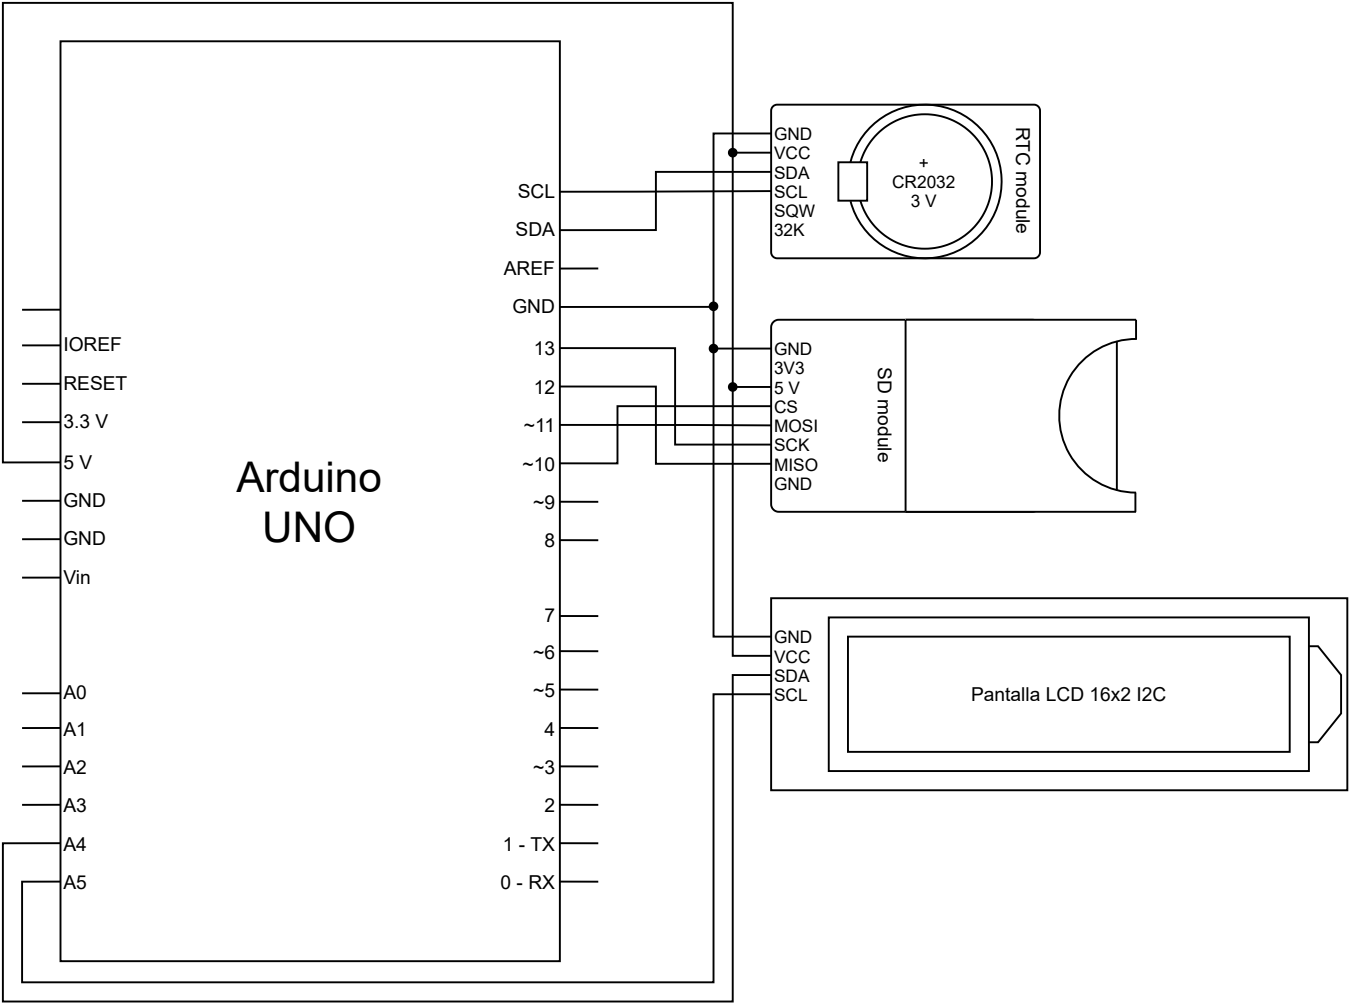 IOREF
RESET
3.3 V
5 V
GND
GND
Vin
A0
A1
A2
A3
A4
A5
Arduino
UNO
SCL
SDA
AREF
GND
13
12
~11
~10
~9
8
7
~6
~5
4
~3
2
1 - TX
0 - RX
GND
VCC
SDA
SCL
SQW
32K
+
CR2032
3 V
RTC module
GND
3V3
5 V
CS
MOSI
SCK
MISO
GND
SD module
GND
VCC
SDA
SCL
Pantalla LCD 16x2 I2C